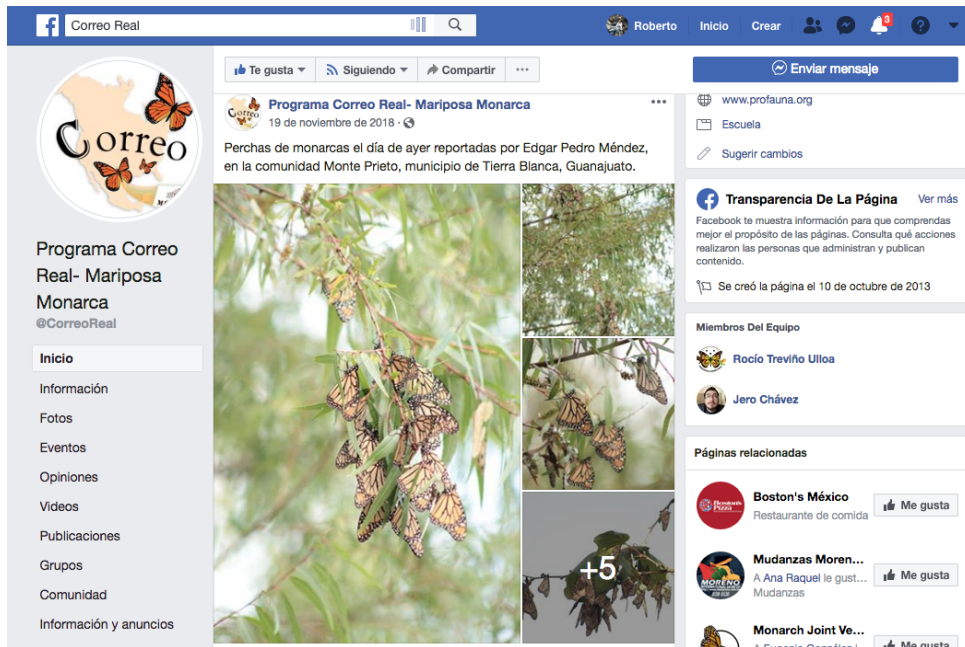 Correo Real
Roberto
Inicio
Crear
3
Correo
Programa Correo
Real- Mariposa
Monarca
@CorreoReal
Inicio
Información
Fotos
Eventos
Opiniones
Videos
Publicaciones
Grupos
Comunidad
Información y anuncios
Te gusta
Siguiendo
Compartir
Correo
Programa Correo Real- Mariposa Monarca
19 de noviembre de 2018 ·
Perchas de monarcas el día de ayer reportadas por Edgar Pedro Méndez,
en la comunidad Monte Prieto, municipio de Tierra Blanca, Guanajuato.
+5
Enviar mensaje
www.profauna.org
Escuela
Sugerir cambios
Transparencia De La Página
Ver más
Facebook te muestra información para que comprendas
mejor el propósito de las páginas. Consulta qué acciones
realizaron las personas que administran y publican
contenido.
Se creó la página el 10 de octubre de 2013
Miembros Del Equipo
Rocío Treviño Ulloa
Jero Chávez
Páginas relacionadas
Boston's Pizza
Boston's México
Restaurante de comida
Me gusta
MORENO
Mudanzas Moren...
A Ana Raquel le gust...
Mudanzas
Me gusta
Monarch Joint Ve...
Me gusta